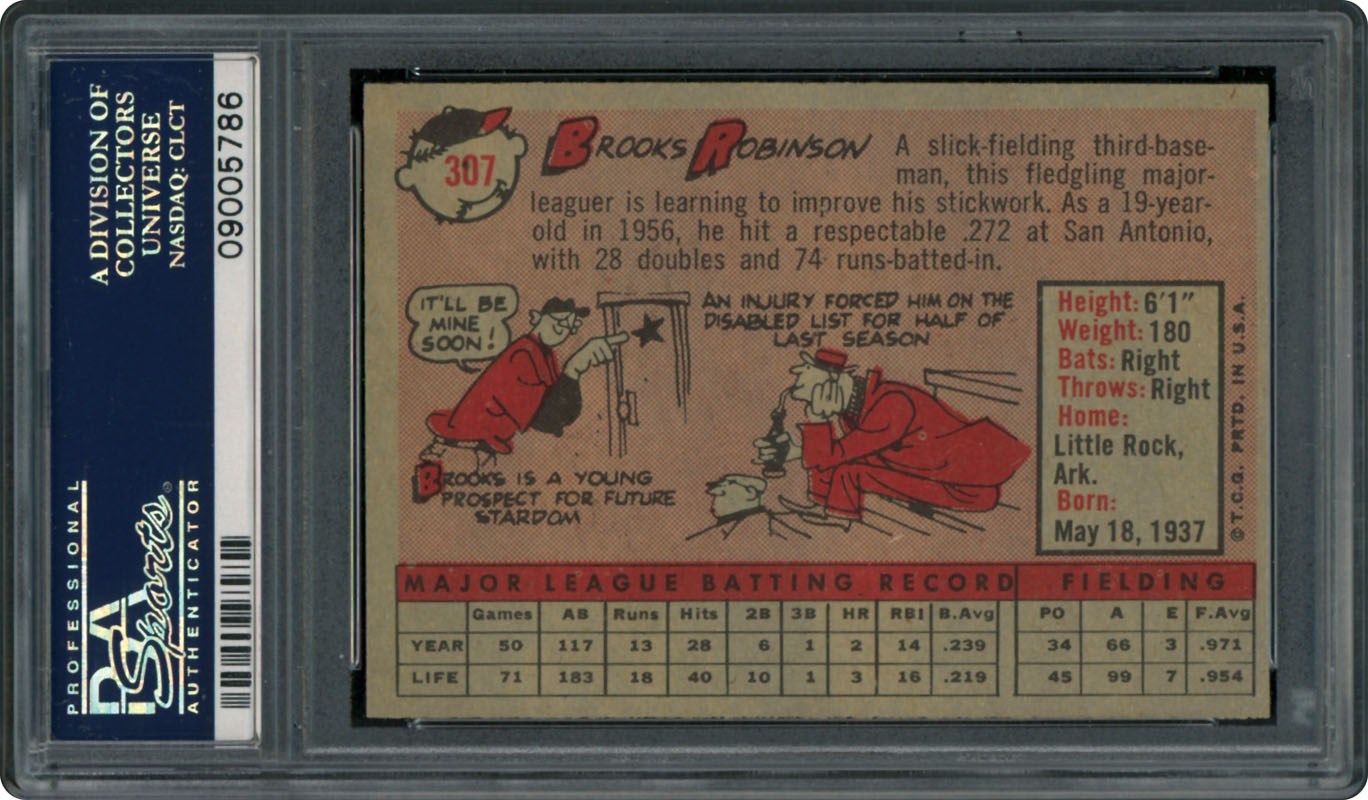 A DIVISION OF
COLLECTORS
UNIVERSE
NASDAQ: CLCT
09005786
PROFESSIONAL
PSA
Sports®
AUTHENTICATOR
307
BROOKS ROBINSON A slick-fielding third-base-
man, this fledgling major-
leaguer is learning to improve his stickwork. As a 19-year-
old in 1956, he hit a respectable .272 at San Antonio,
with 28 doubles and 74 runs-batted-in.
IT'LL BE
MINE
SOON!
BROOKS IS A YOUNG
PROSPECT FOR FUTURE
STARDOM
AN INJURY FORCED HIM ON THE
DISABLED LIST FOR HALF OF
LAST SEASON
Height: 6'1"
Weight: 180
Bats: Right
Throws: Right
Home:
Little Rock,
Ark.
Born:
May 18, 1937
© T.C.G. PRTD. IN U.S.A.
MAJOR LEAGUE BATTING RECORD FIELDING
Games AB Runs Hits 2B 3B HR RBI B.Avg PO A E F.Avg
YEAR 50 117 13 28 6 1 2 14 .239 34 66 3 .971
LIFE 71 183 18 40 10 1 3 16 .219 45 99 7 .954